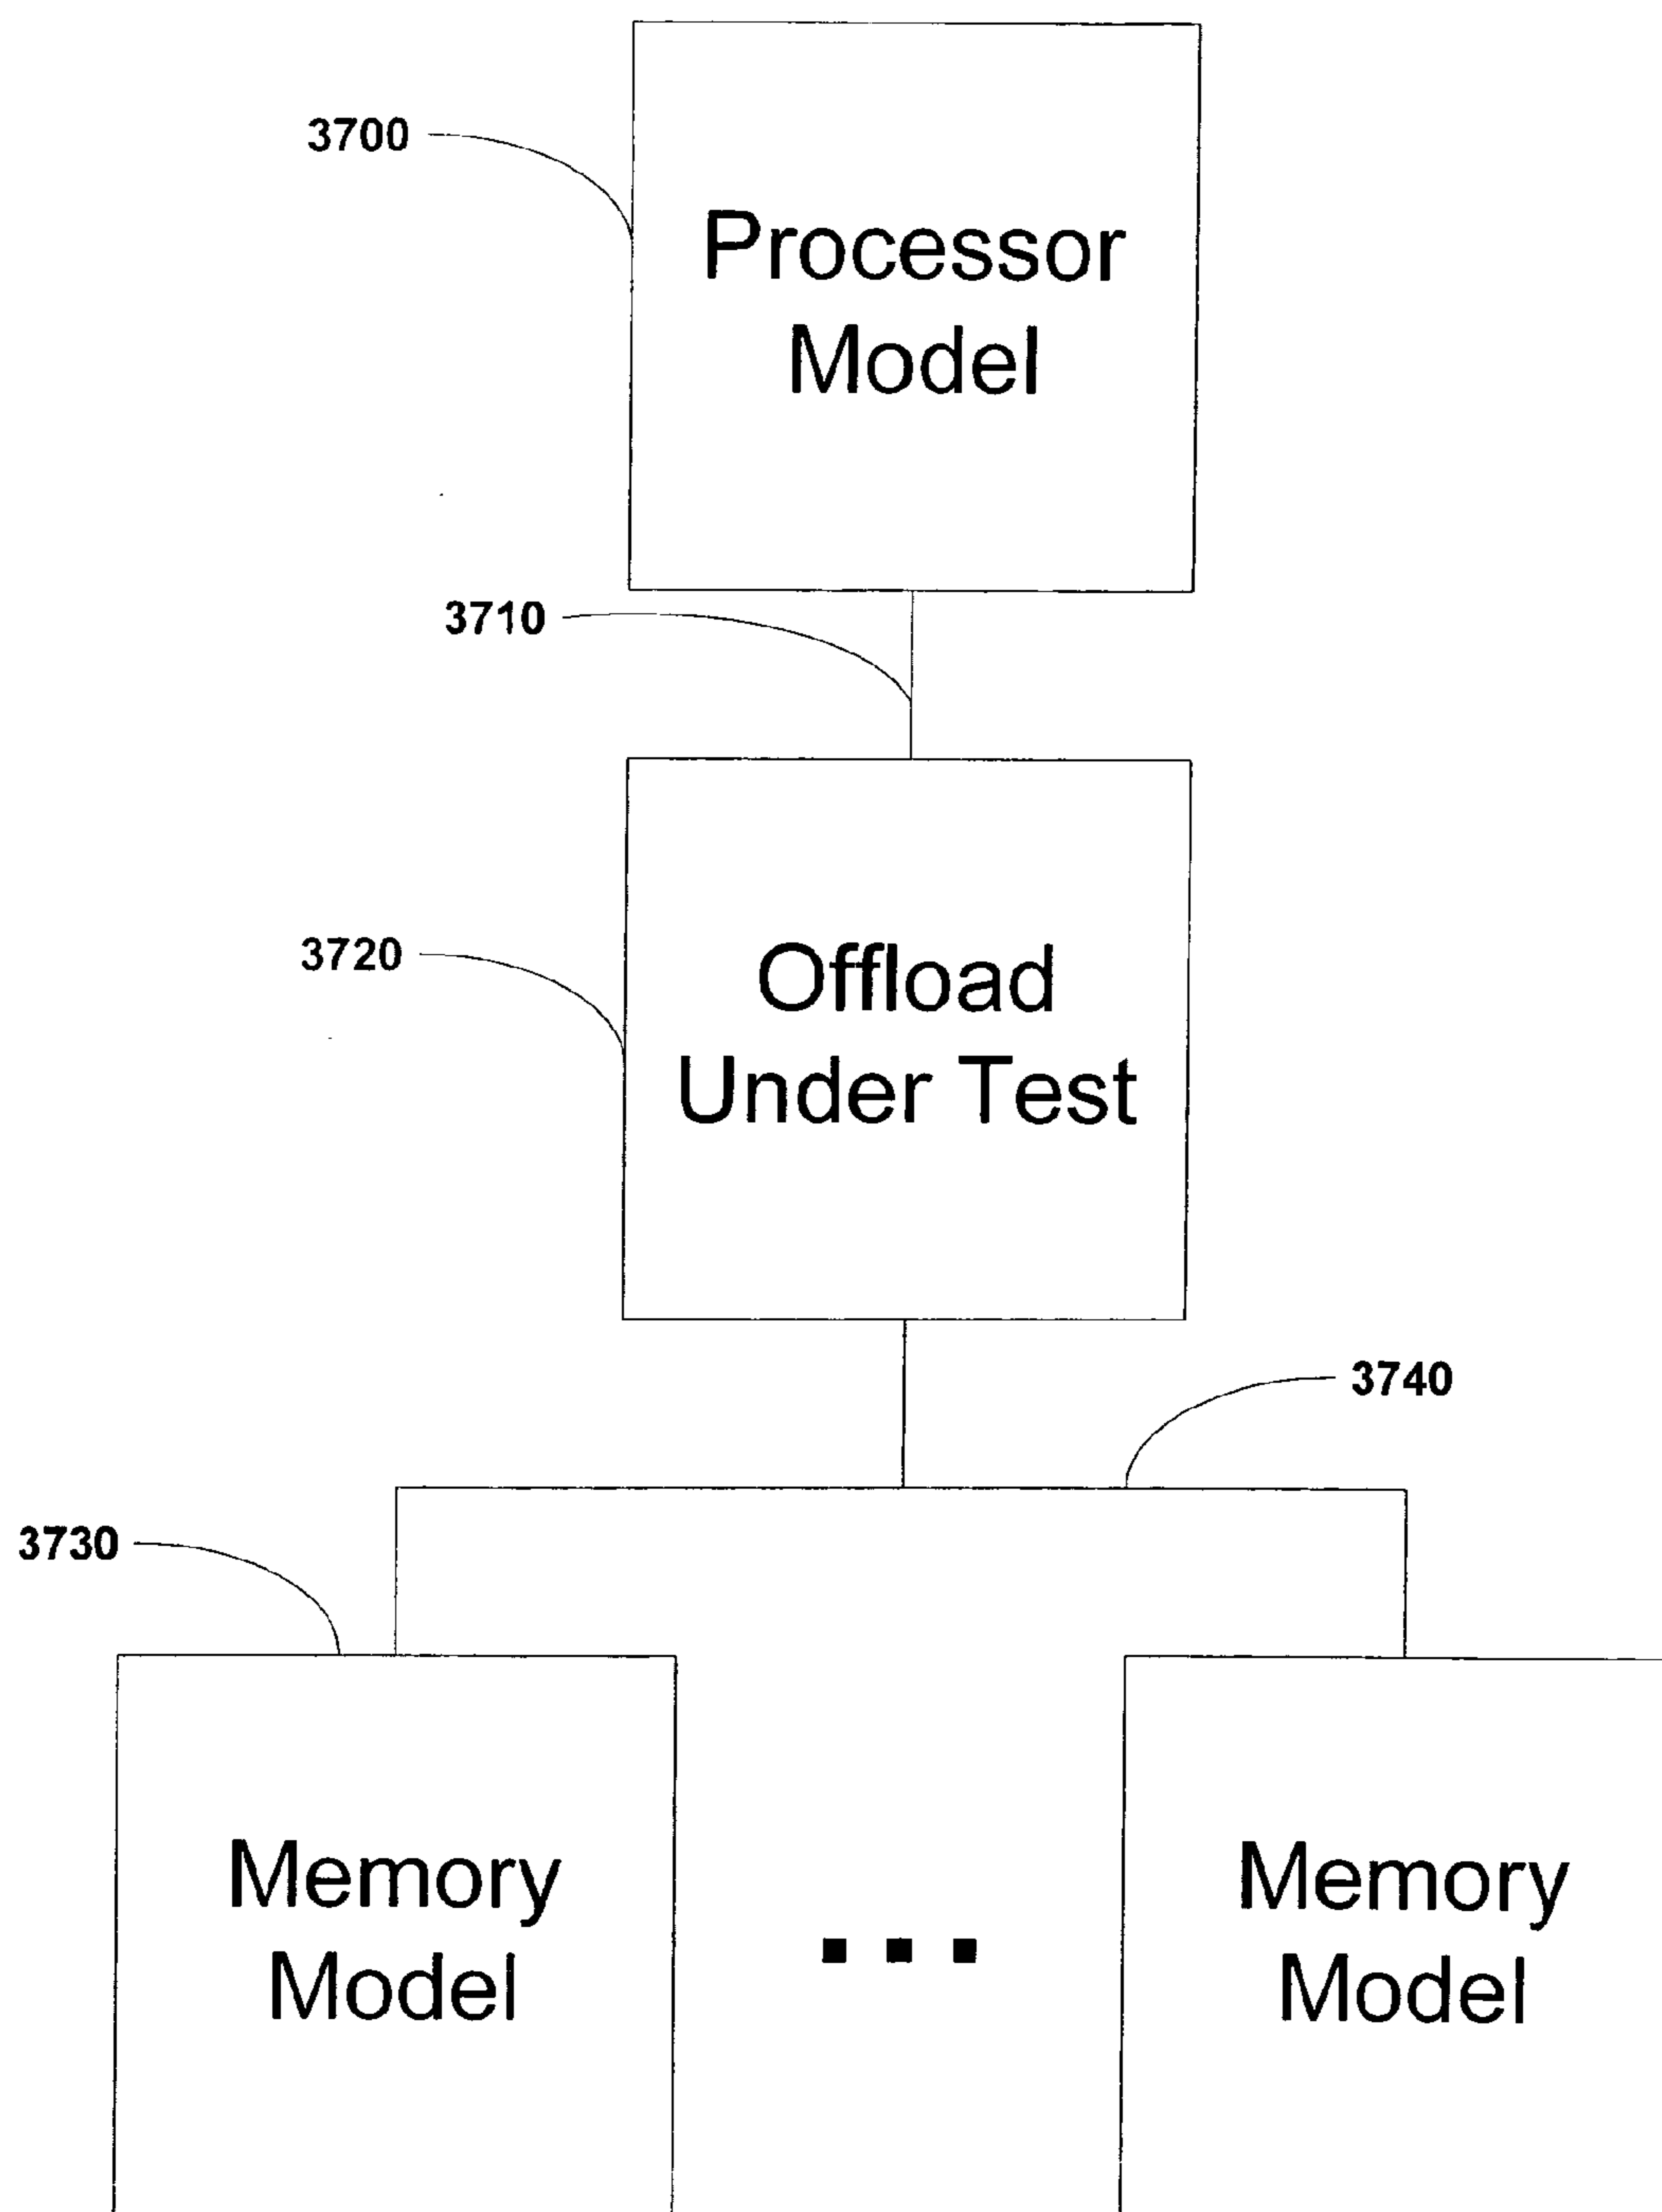 3700
Processor
Model
3710
3720
Offload
Under Test
3740
3730
Memory
Model
...
Memory
Model